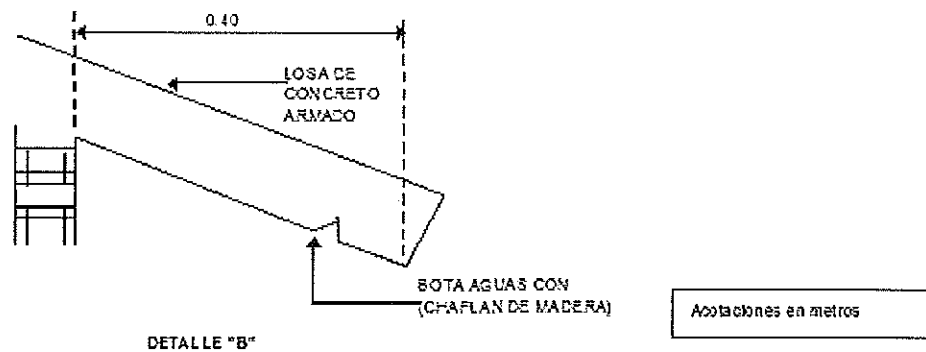 0.40
LOSA DE
CONCRETO
ARMADO
BOTA AGUAS CON
(CHAFLAN DE MADERA)
Acotaciones en metros
DETALLE "B"